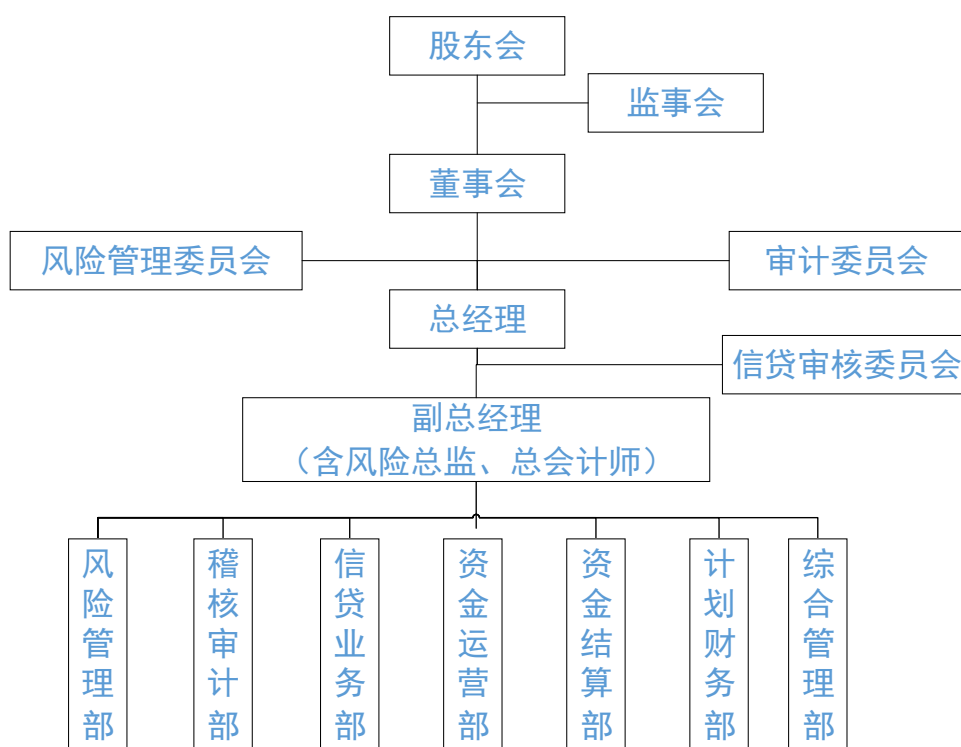 股东会
监事会
董事会
风险管理委员会
审计委员会
总经理
信贷审核委员会
副总经理
（含风险总监、总会计师）
风险管理部
稽核审计部
信贷业务部
资金运营部
资金结算部
计划财务部
综合管理部